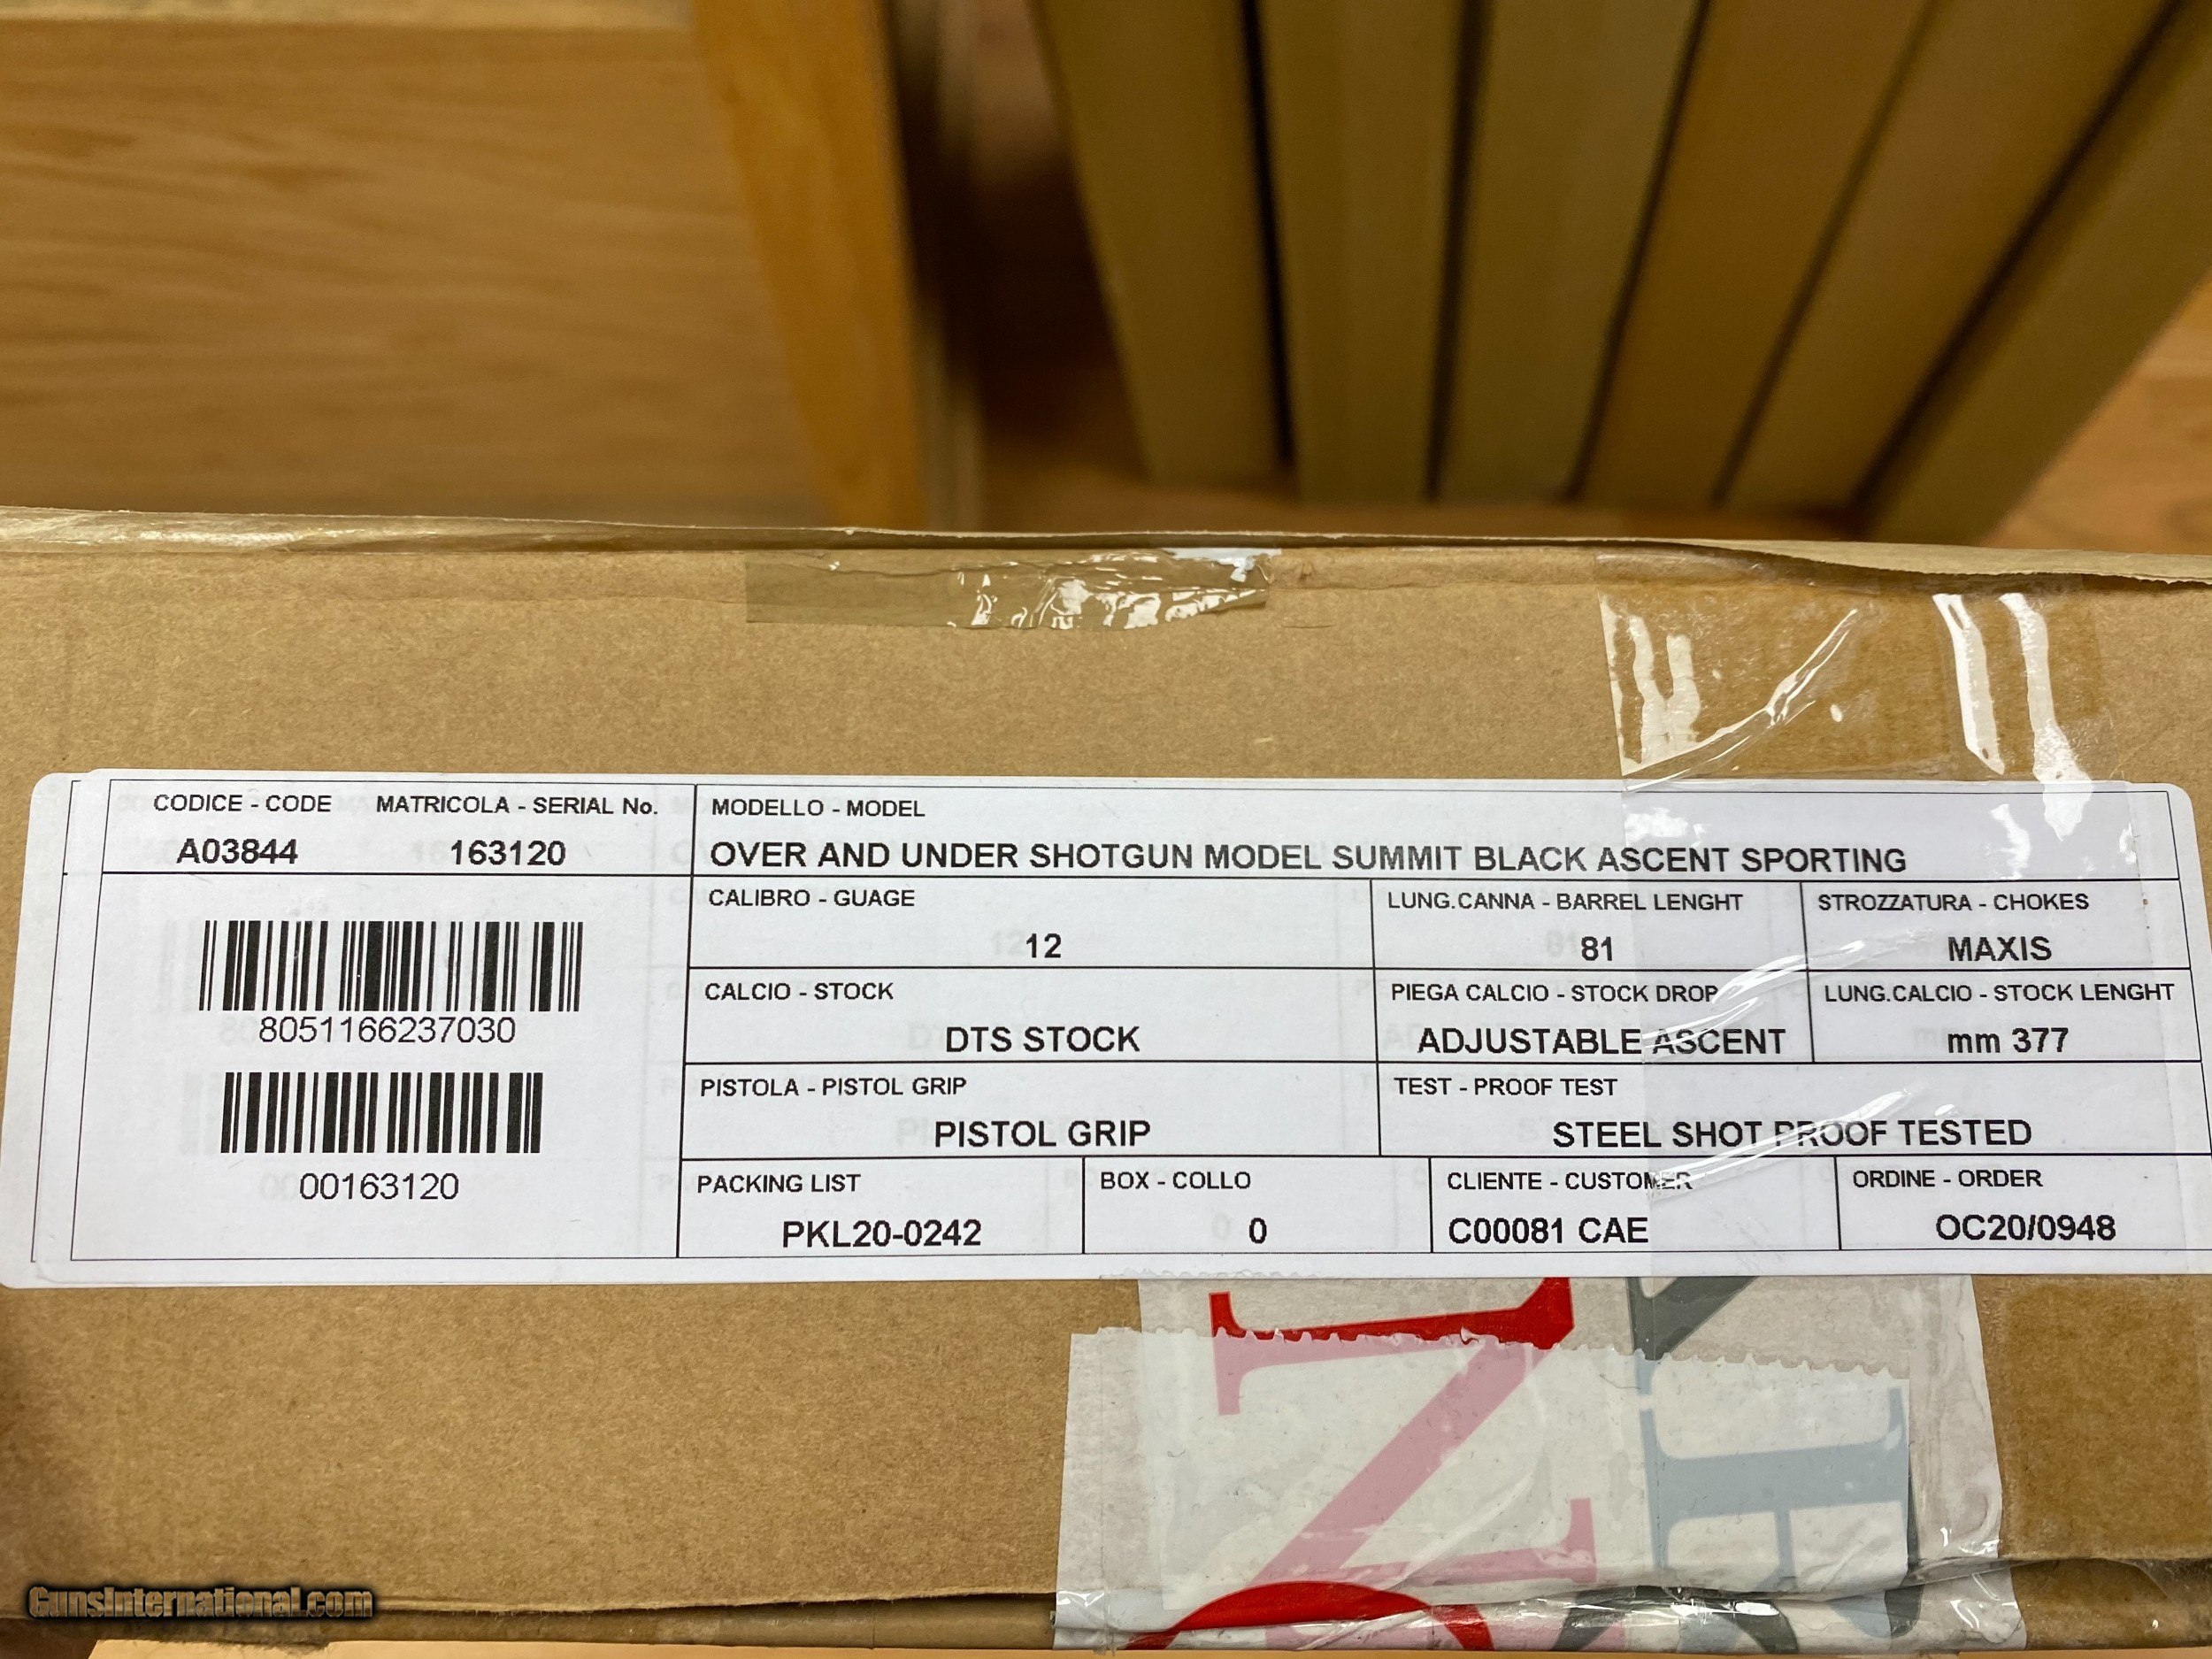 CODICE - CODE MATRICOLA - SERIAL No.
A03844 163120
MODELLO - MODEL
OVER AND UNDER SHOTGUN MODEL SUMMIT BLACK ASCENT SPORTING
CALIBRO - GUAGE
12
LUNG.CANNA - BARREL LENGHT
81
STROZZATURA - CHOKES
MAXIS
8051166237030
CALCIO - STOCK
DTS STOCK
PIEGA CALCIO - STOCK DROP
ADJUSTABLE ASCENT
LUNG.CALCIO - STOCK LENGHT
mm 377
00163120
PISTOLA - PISTOL GRIP
PISTOL GRIP
TEST - PROOF TEST
STEEL SHOT PROOF TESTED
PACKING LIST
PKL20-0242
BOX - COLLO
0
CLIENTE - CUSTOMER
C00081 CAE
ORDINE - ORDER
OC20/0948
GunsInternational.com